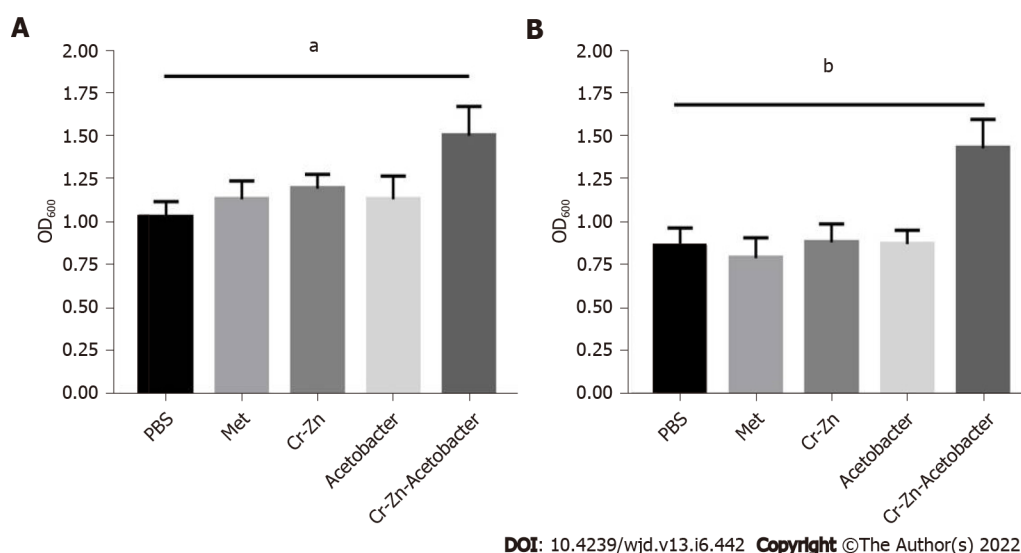 A
a
OD600
2.00
1.75
1.50
1.25
1.00
0.75
0.50
0.25
0.00
PBS
Met
Cr-Zn
Acetobacter
Cr-Zn-Acetobacter
B
b
OD600
2.00
1.75
1.50
1.25
1.00
0.75
0.50
0.25
0.00
PBS
Met
Cr-Zn
Acetobacter
Cr-Zn-Acetobacter
DOI: 10.4239/wjd.v13.i6.442 Copyright ©The Author(s) 2022